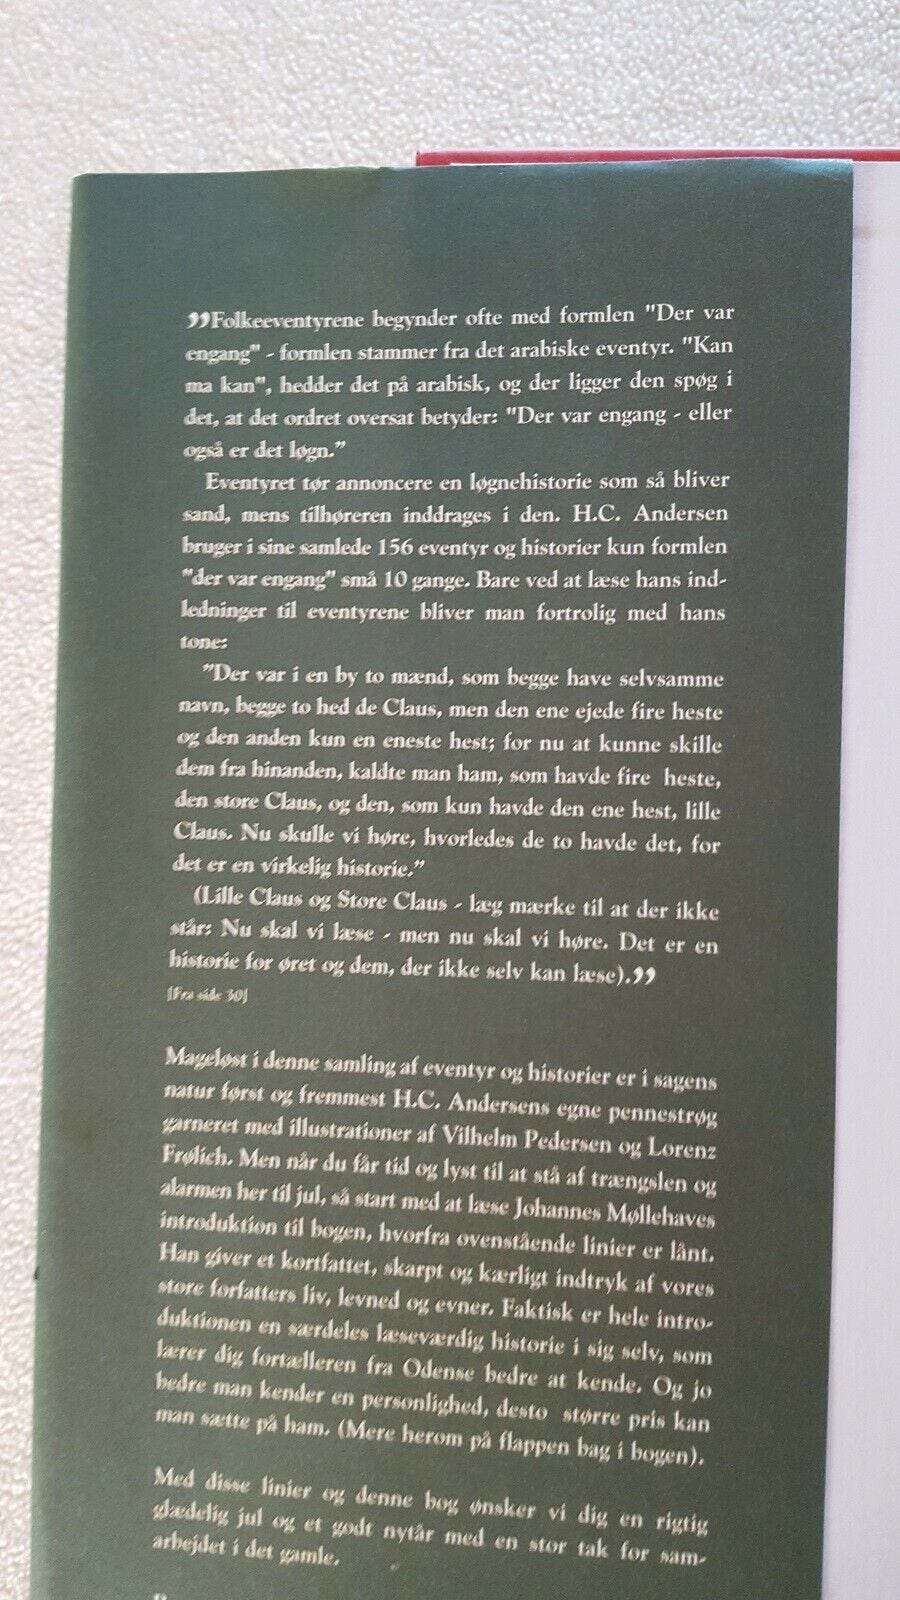 ”Folkeeventyrene begynder ofte med formlen "Der var
engang" - formlen stammer fra det arabiske eventyr. "Kan
ma kan", hedder det på arabisk, og der ligger den spøg i
det, at det ordret oversat betyder: "Der var engang - eller
også er det løgn.”
Eventyret tør annoncere en løgnehistorie som så bliver
sand, mens tilhøreren inddrages i den. H.C. Andersen
bruger i sine samlede 156 eventyr og historier kun formlen
"der var engang" små 10 gange. Bare ved at læse hans ind-
ledninger til eventyrene bliver man fortrolig med hans
tone:
”Der var i en by to mænd, som begge have selvsamme
navn, begge to hed de Claus, men den ene ejede fire heste
og den anden kun en eneste hest; for nu at kunne skille
dem fra hinanden, kaldte man ham, som havde fire heste,
den store Claus, og den, som kun havde den ene hest, lille
Claus. Nu skulle vi høre, hvorledes de to havde det, for
det er en virkelig historie.”
(Lille Claus og Store Claus - læg mærke til at der ikke
står: Nu skal vi læse - men nu skal vi høre. Det er en
historie for øret og dem, der ikke selv kan læse).”
[Fra side 30]
Mageløst i denne samling af eventyr og historier er i sagens
natur først og fremmest H.C. Andersens egne pennestrøg
garneret med illustrationer af Vilhelm Pedersen og Lorenz
Frølich. Men når du får tid og lyst til at stå af trængslen og
alarmen her til jul, så start med at læse Johannes Møllehaves
introduktion til bogen, hvorfra ovenstående linier er lånt.
Han giver et kortfattet, skarpt og kærligt indtryk af vores
store forfatters liv, levned og evner. Faktisk er hele intro-
duktionen en særdeles læseværdig historie i sig selv, som
lærer dig fortælleren fra Odense bedre at kende. Og jo
bedre man kender en personlighed, desto større pris kan
man sætte på ham. (Mere herom på flappen bag i bogen).
Med disse linier og denne bog ønsker vi dig en rigtig
glædelig jul og et godt nytår med en stor tak for sam-
arbejdet i det gamle.